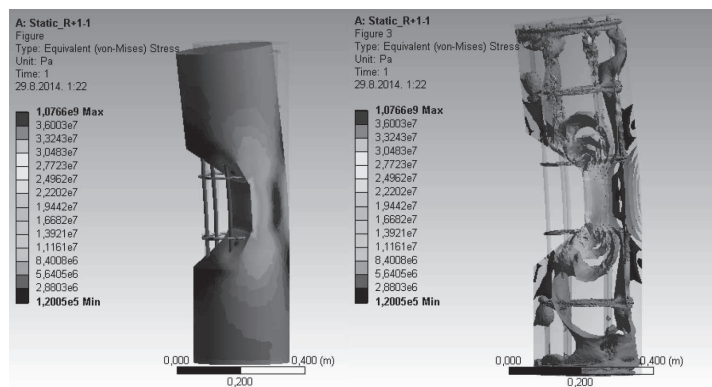 A: Static_R+1-1
Figure
Type: Equivalent (von-Mises) Stress
Unit: Pa
Time: 1
29.8.2014. 1:22
1,0766e9 Max
3,6003e7
3,3243e7
3,0483e7
2,7723e7
2,4962e7
2,2202e7
1,9442e7
1,6682e7
1,3921e7
1,1161e7
8,4008e6
5,6405e6
2,8803e6
1,2005e5 Min
0,000
0,400 (m)
0,200
A: Static_R+1-1
Figure 3
Type: Equivalent (von-Mises) Stress
Unit: Pa
Time: 1
29.8.2014. 1:22
1,0766e9 Max
3,6003e7
3,3243e7
3,0483e7
2,7723e7
2,4962e7
2,2202e7
1,9442e7
1,6682e7
1,3921e7
1,1161e7
8,4008e6
5,6405e6
2,8803e6
1,2005e5 Min
0,000
0,400 (m)
0,200